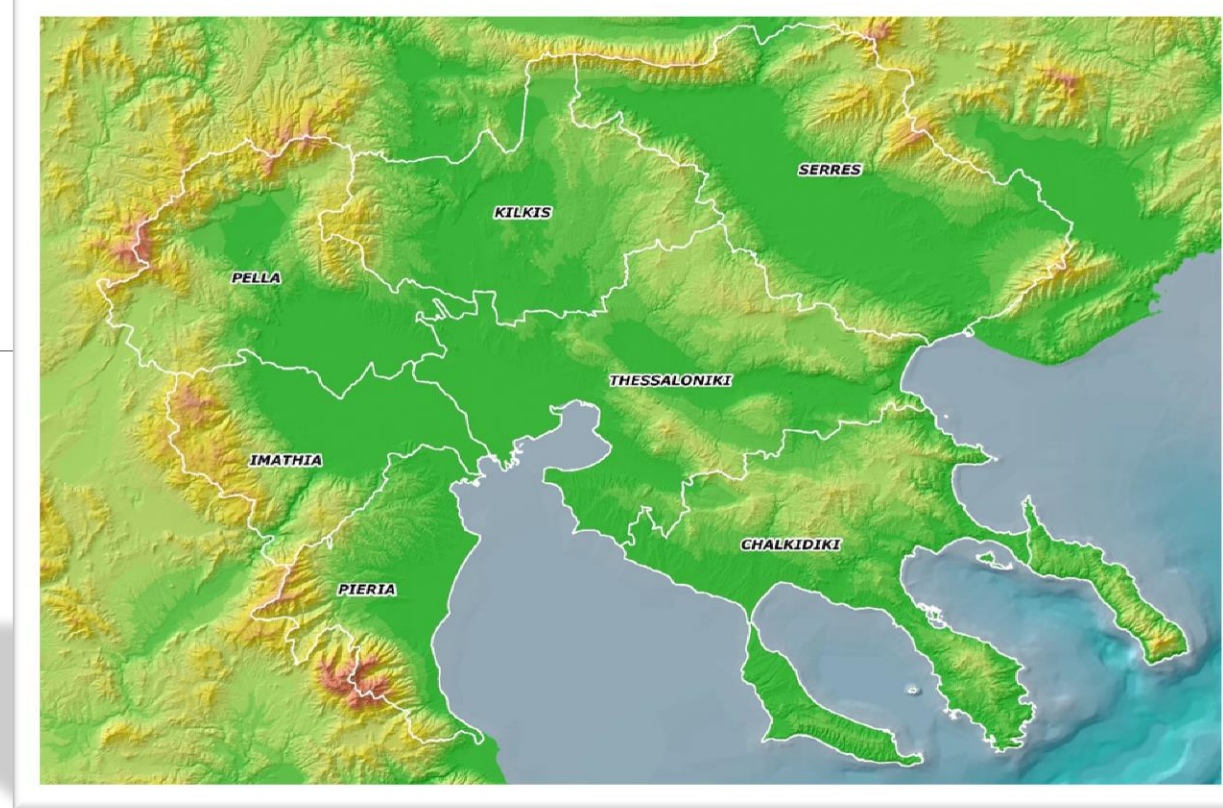 SERRES
KILKIS
PELLA
THESSALONIKI
IMATHIA
CHALKIDIKI
PIERIA